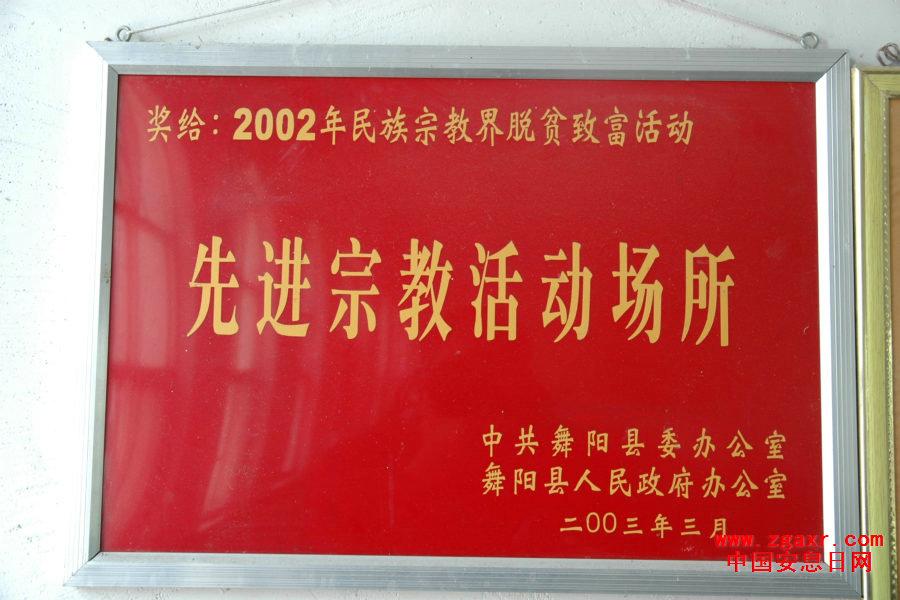 奖给：2002年民族宗教界脱贫致富活动
先进宗教活动场所
中共舞阳县委办公室
舞阳县人民政府办公室
二00三年三月
www.zgaxr.com
中国安息日网